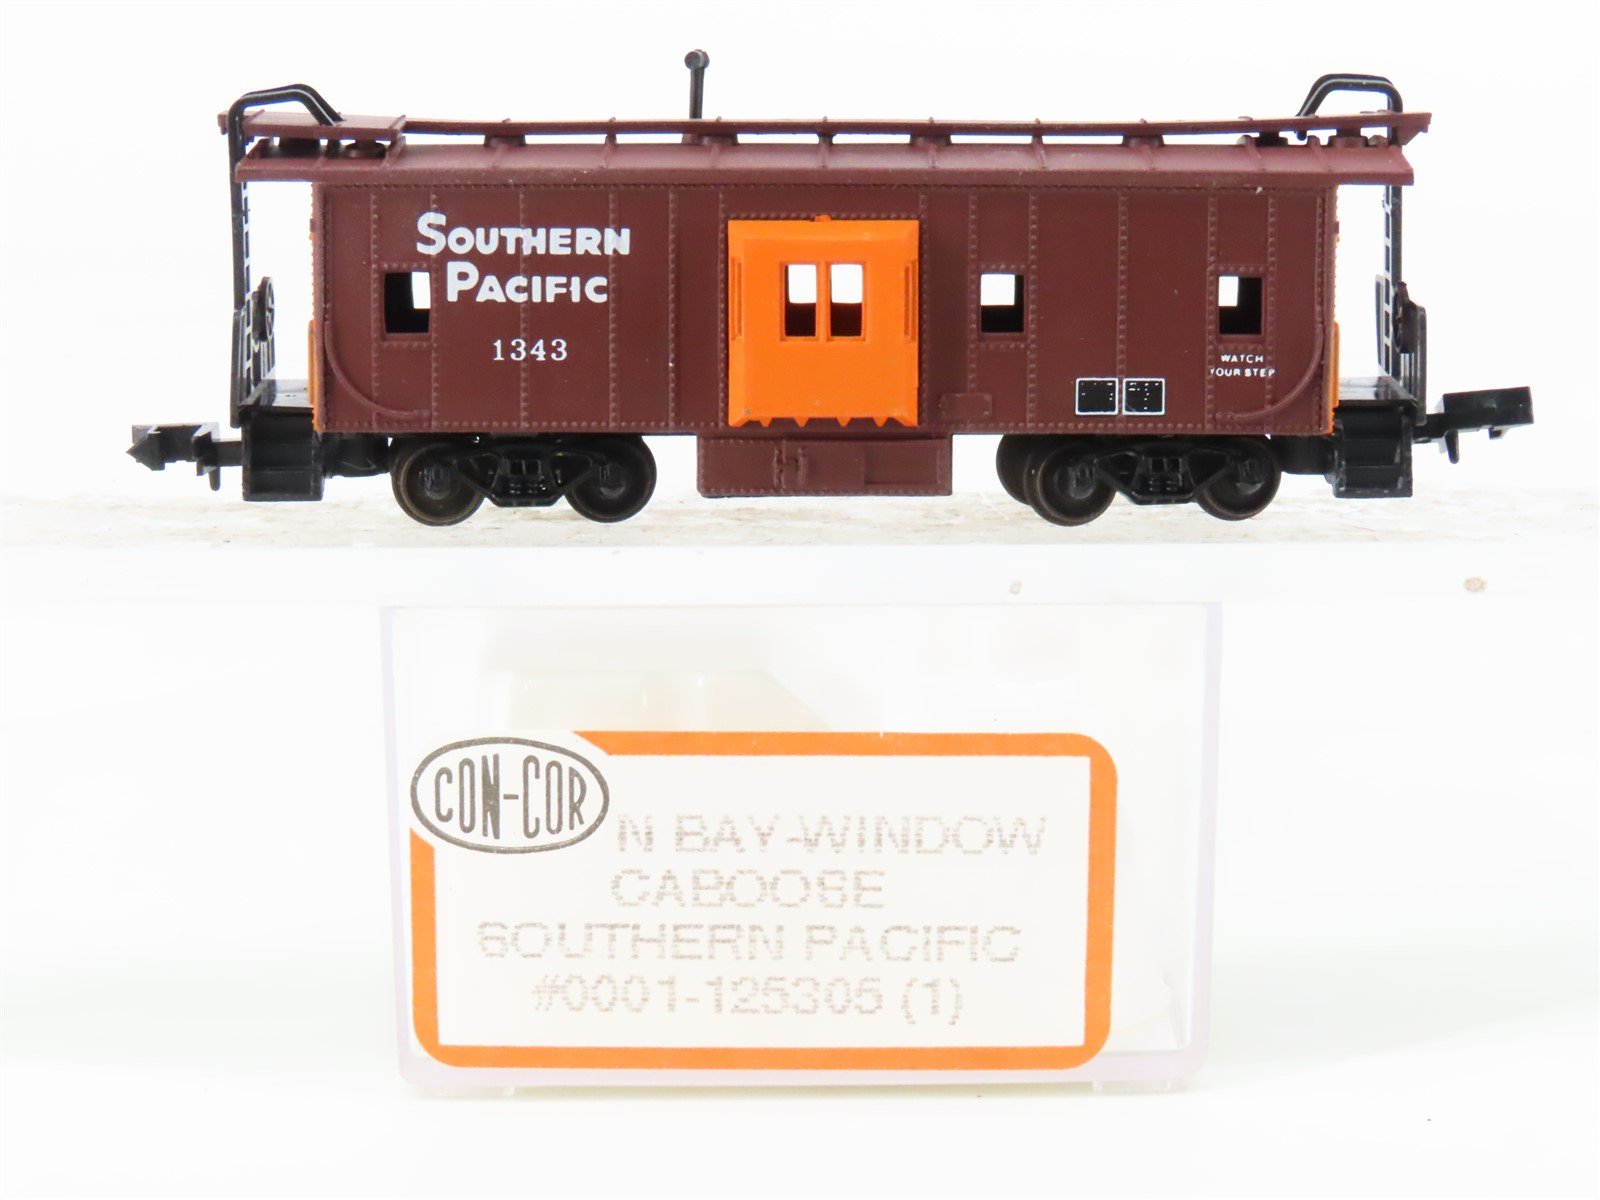 SOUTHERN
PACIFIC
1343
WATCH
YOUR STEP
CON-COR
N BAY-WINDOW
CABOOSE
SOUTHERN PACIFIC
#0001-125305 (1)